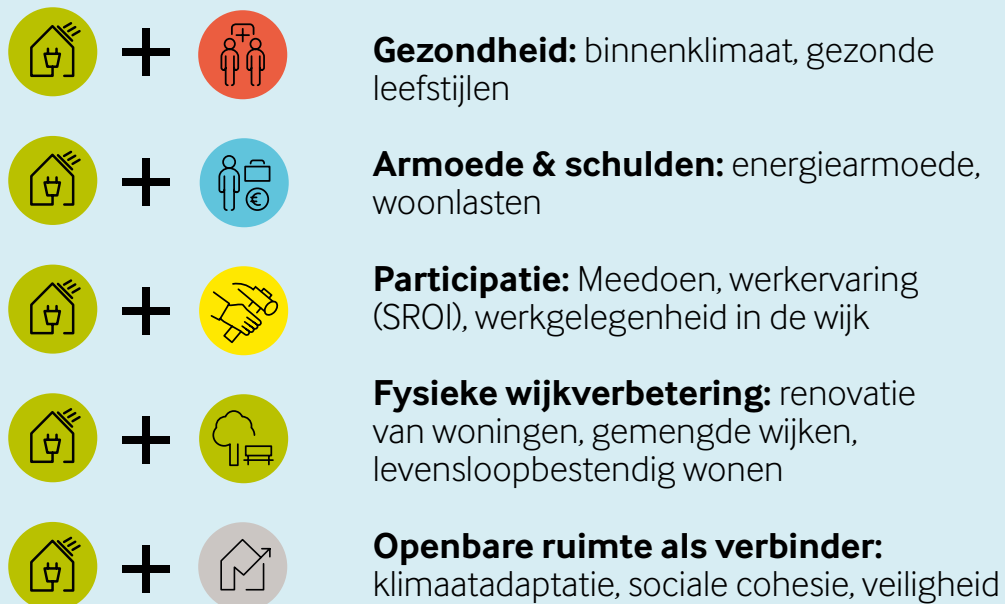 Gezondheid: binnenklimaat, gezonde
leefstijlen
Armoede & schulden: energiearmoede,
woonlasten
Participatie: Meedoen, werkervaring
(SROI), werkgelegenheid in de wijk
Fysieke wijkverbetering: renovatie
van woningen, gemengde wijken,
levensloopbestendig wonen
Openbare ruimte als verbinder:
klimaatadaptatie, sociale cohesie, veiligheid